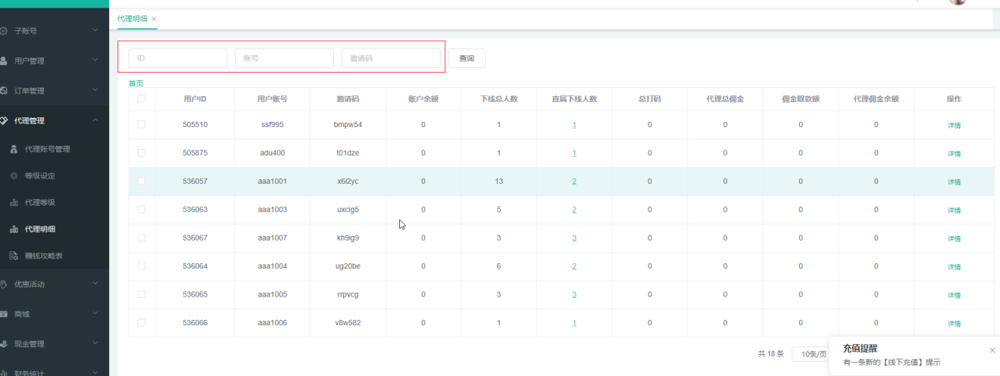 代理明细 ×
子账号
用户管理
订单管理
代理管理
代理账号管理
等级设定
代理等级
代理明细
赚钱攻略表
优惠活动
商城
现金管理
财务统计
ID 账号 邀请码 查询
首页
用户ID 用户账号 邀请码 账户余额 下线总人数 直属下线人数 总打码 代理总佣金 佣金取款额 代理佣金余额 操作
505510 ssf995 bmpw54 0 1 1 0 0 0 0 详情
505875 adu400 t01dze 0 1 1 0 0 0 0 详情
536057 aaa1001 x6i2yc 0 13 2 0 0 0 0 详情
536063 aaa1003 uxcig5 0 5 2 0 0 0 0 详情
536067 aaa1007 kh9ig9 0 3 3 0 0 0 0 详情
536064 aaa1004 ug20be 0 6 2 0 0 0 0 详情
536065 aaa1005 rrpvcg 0 3 3 0 0 0 0 详情
536066 aaa1006 v8w582 0 1 1 0 0 0 0 详情
共 18 条 10条/页
充值提醒
有一条新的【线下充值】提示